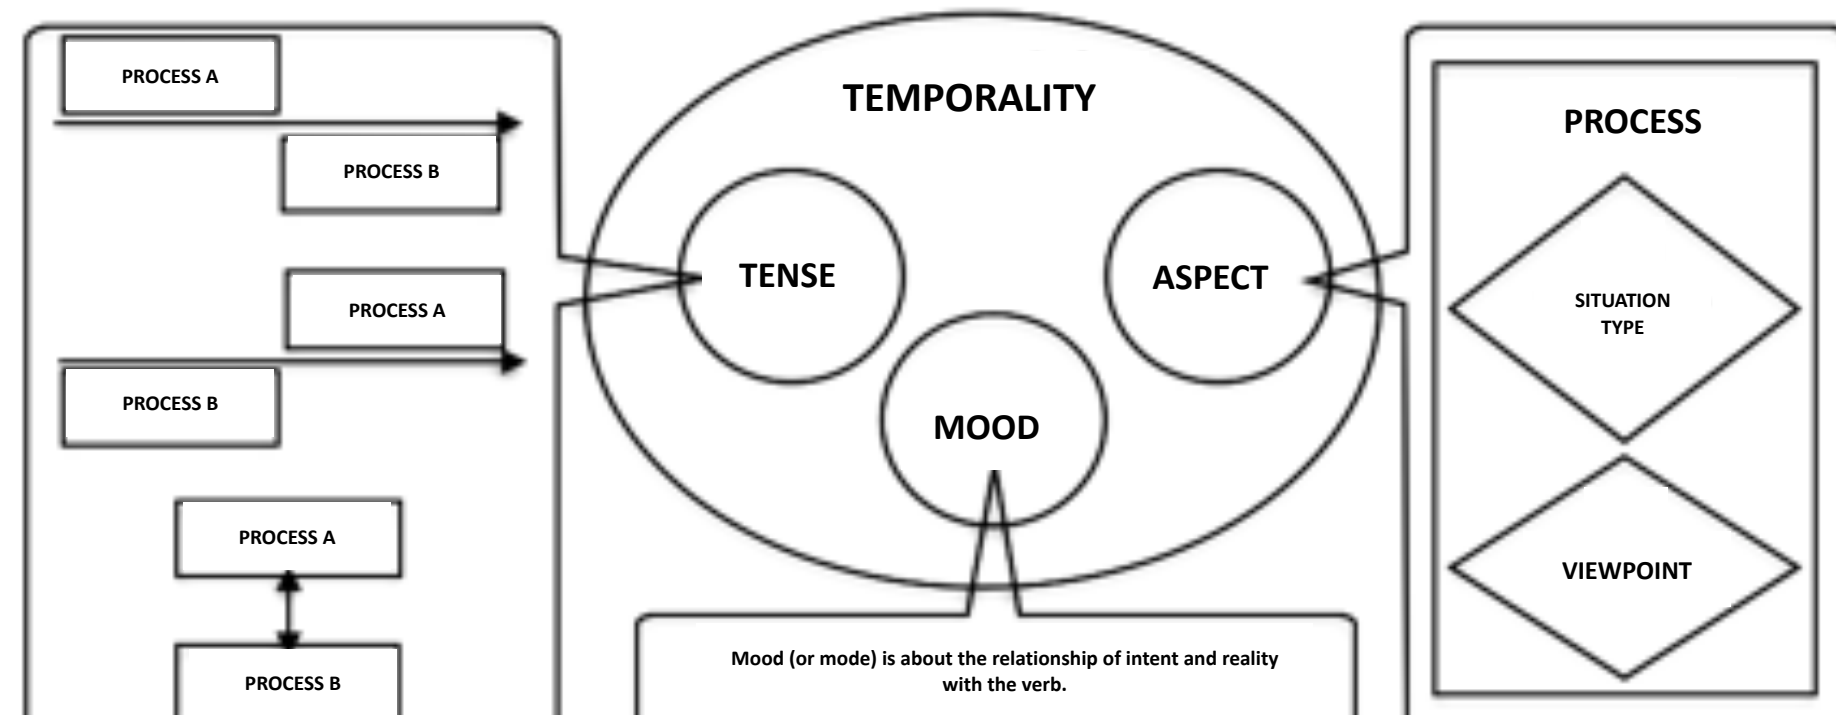 PROCESS A
PROCESS B
PROCESS A
PROCESS B
PROCESS A
PROCESS B
TEMPORALITY
TENSE
ASPECT
MOOD
Mood (or mode) is about the relationship of intent and reality
with the verb.
PROCESS
SITUATION
TYPE
VIEWPOINT